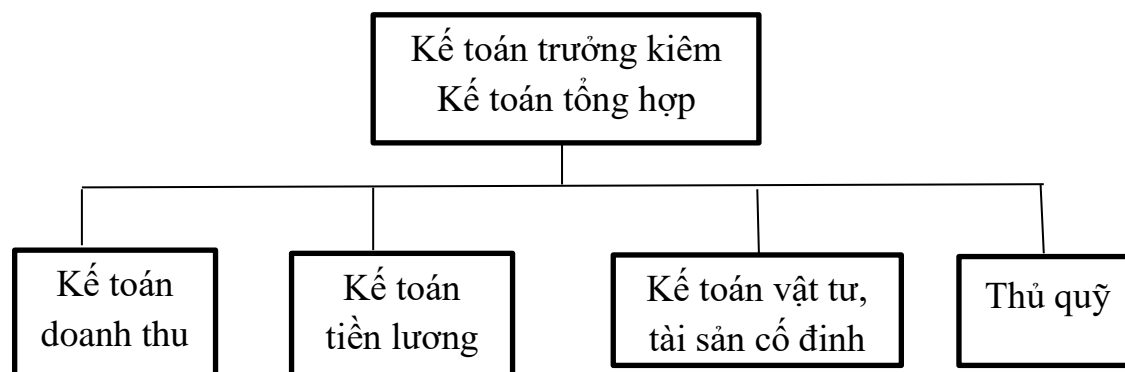 Kế toán trưởng kiêm
Kế toán tổng hợp
Kế toán
doanh thu
Kế toán
tiền lương
Kế toán vật tư,
tài sản cố đinh
Thủ quỹ